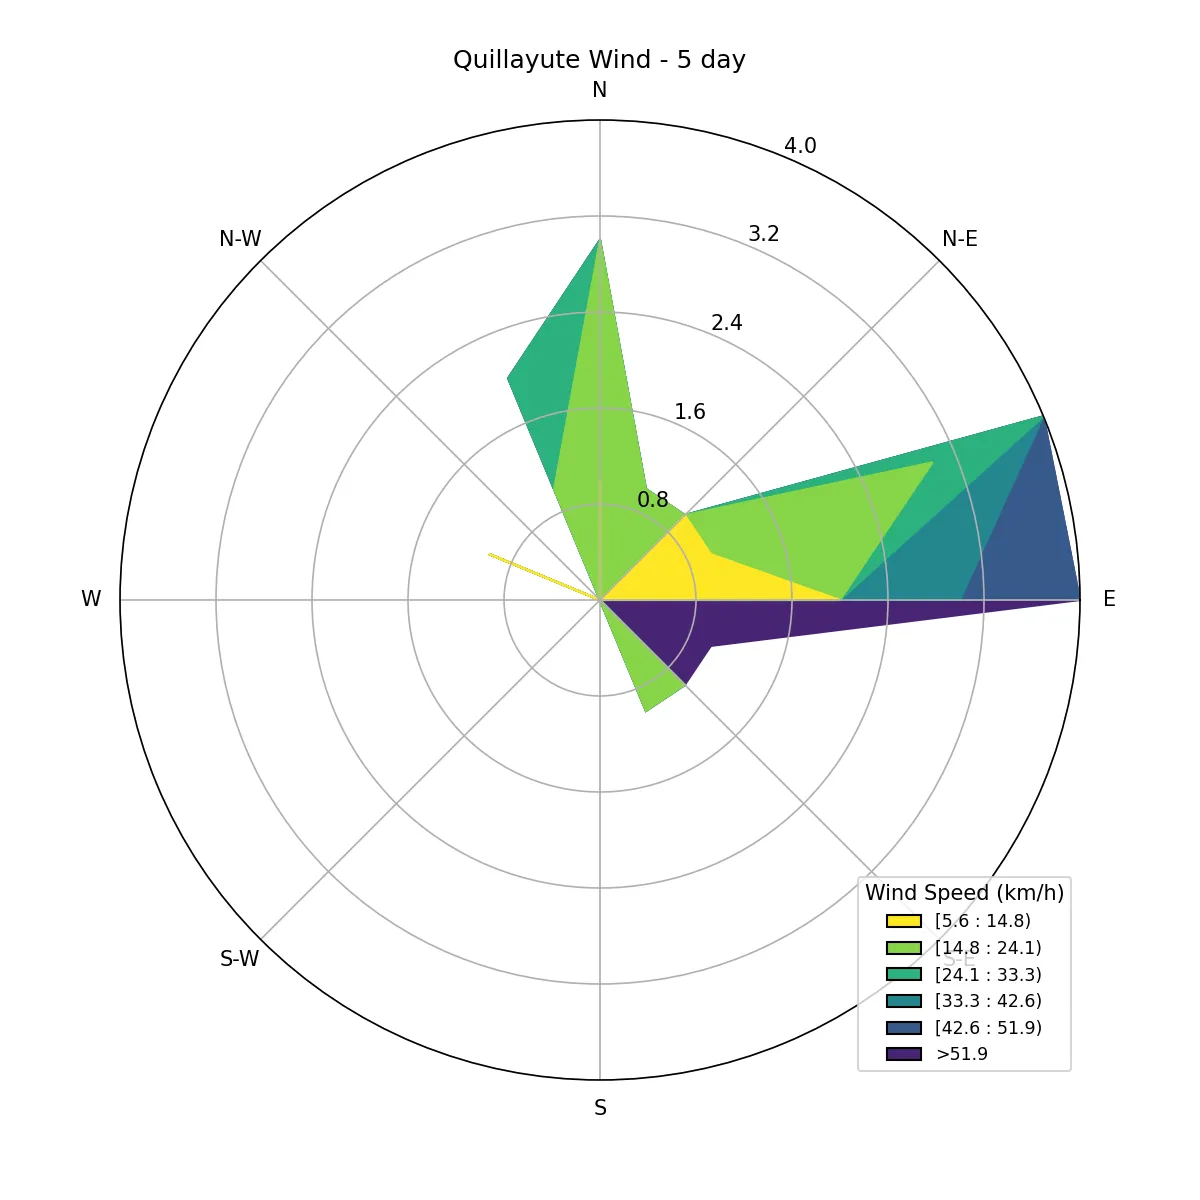 Quillayute Wind - 5 day
N
4.0
N-W
3.2
N-E
2.4
1.6
0.8
W
E
Wind Speed (km/h)
[5.6 : 14.8)
[14.8 : 24.1)
S-W
S-E
[24.1 : 33.3)
[33.3 : 42.6)
[42.6 : 51.9)
>51.9
S